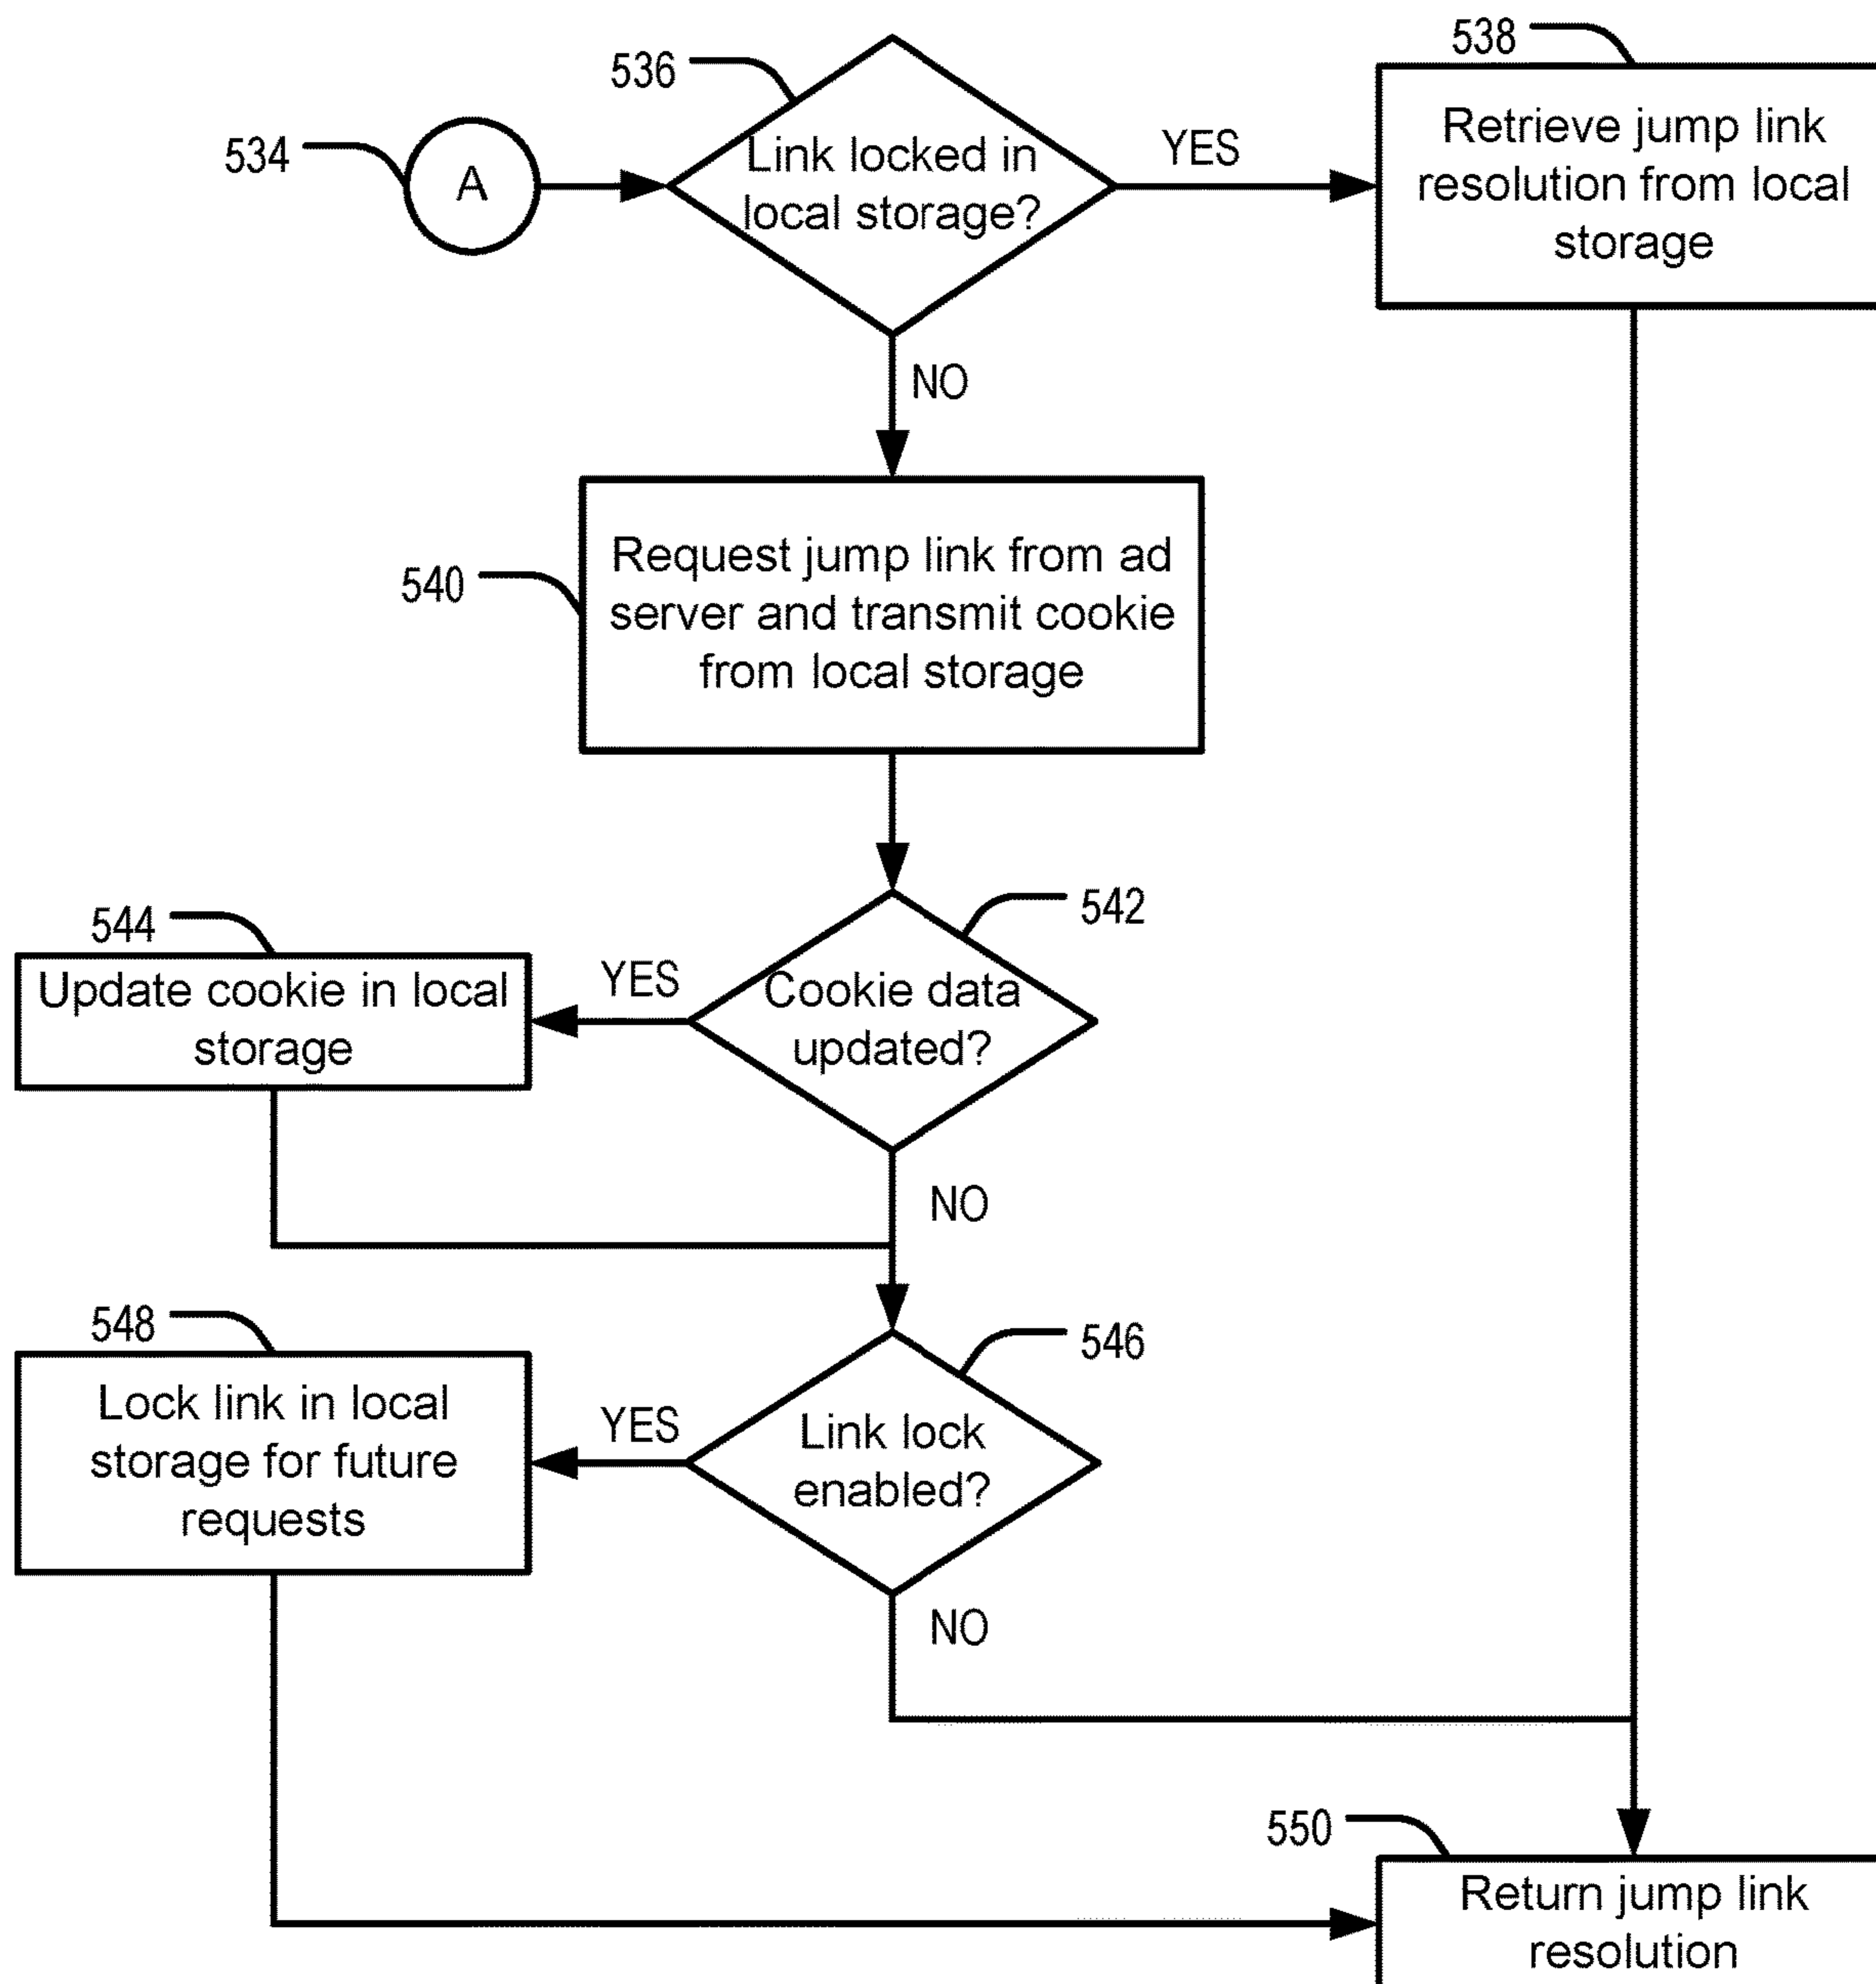 538
536
Link locked in
local storage?
YES
Retrieve jump link
resolution from local
storage
534
A
NO
540
Request jump link from ad
server and transmit cookie
from local storage
544
Update cookie in local
storage
YES
542
Cookie data
updated?
NO
548
Lock link in local
storage for future
requests
YES
546
Link lock
enabled?
NO
550
Return jump link
resolution